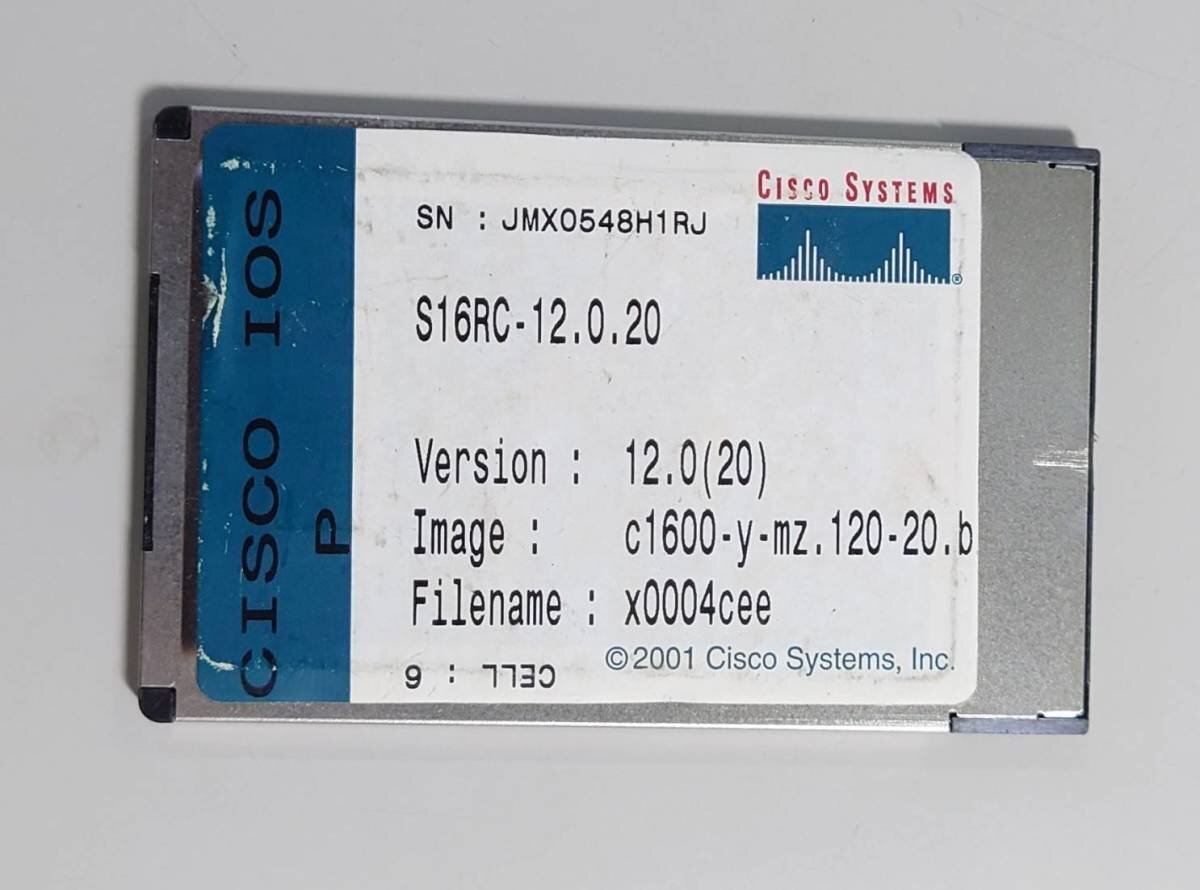 CISCO IOS
P
CISCO SYSTEMS
®
SN : JMX0548H1RJ
S16RC-12.0.20
Version : 12.0(20)
Image : c1600-y-mz.120-20.b
Filename : x0004cee
©2001 Cisco Systems, Inc.
CELL : 6